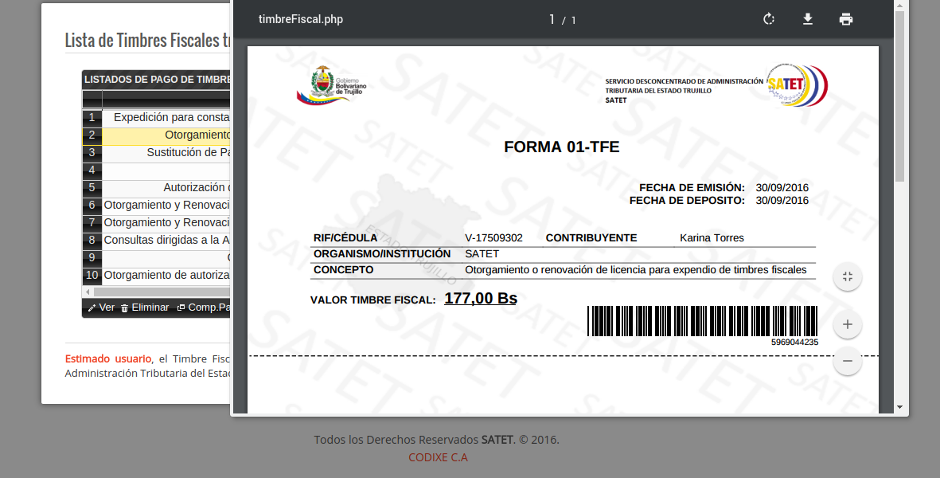 timbreFiscal.php
1 / 1
Lista de Timbres Fiscales
LISTADOS DE PAGO DE TIMBRE
1 Expedición para consta
2 Otorgamiento
3 Sustitución de Pa
4
5 Autorización
6 Otorgamiento y Renovaci
7 Otorgamiento y Renovaci
8 Consultas dirigidas a la A
9
10 Otorgamiento de autoriza
Ver Eliminar Comp.Pa
Estimado usuario, el Timbre Fisc
Administración Tributaria del Estad
Gobierno
Bolivariano
de Trujillo
SERVICIO DESCONCENTRADO DE ADMINISTRACIÓN
TRIBUTARIA DEL ESTADO TRUJILLO
SATET
SATET
FORMA 01-TFE
FECHA DE EMISIÓN: 30/09/2016
FECHA DE DEPOSITO: 30/09/2016
RIF/CÉDULA V-17509302 CONTRIBUYENTE Karina Torres
ORGANISMO/INSTITUCIÓN SATET
CONCEPTO Otorgamiento o renovación de licencia para expendio de timbres fiscales
ESTADO TRUJILLO
VALOR TIMBRE FISCAL: 177,00 Bs
5969044235
Todos los Derechos Reservados SATET. © 2016.
CODIXE C.A